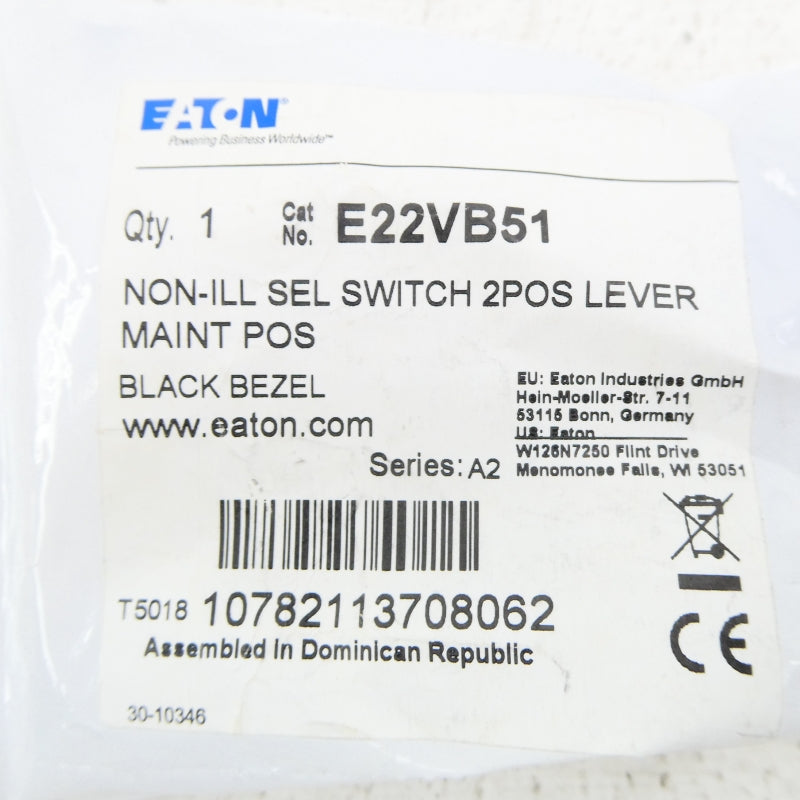 EATON®
Powering Business Worldwide™
Qty. 1 Cat No. E22VB51
NON-ILL SEL SWITCH 2POS LEVER
MAINT POS
BLACK BEZEL
www.eaton.com
Series: A2
EU: Eaton Industries GmbH
Hein-Moeller-Str. 7-11
53115 Bonn, Germany
US: Eaton
W126N7250 Flint Drive
Menomonee Falls, WI 53051
T5018 10782113708062
Assembled In Dominican Republic
CE
30-10346